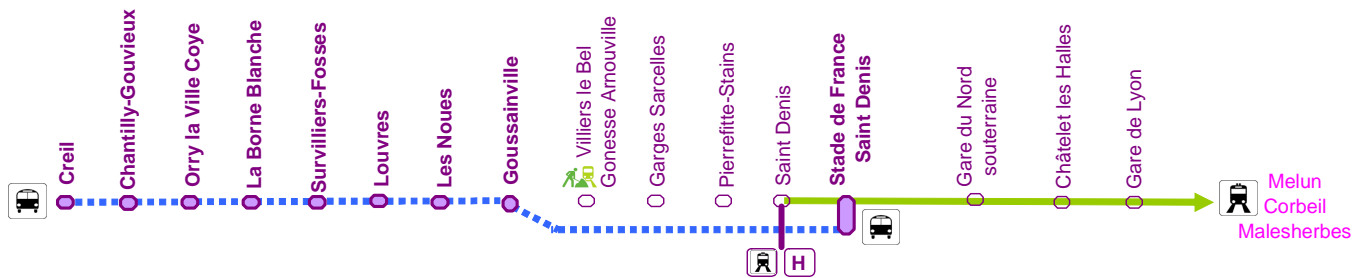 Creil
Chantilly-Gouvieux
Orry la Ville Coye
La Borne Blanche
Survilliers-Fosses
Louvres
Les Noues
Goussainville
Villiers le Bel
Gonesse Arnouville
Garges Sarcelles
Pierrefitte-Stains
Saint Denis
Stade de France
Saint Denis
Gare du Nord
souterraine
Châtelet les Halles
Gare de Lyon
Melun
Corbeil
Malesherbes
H